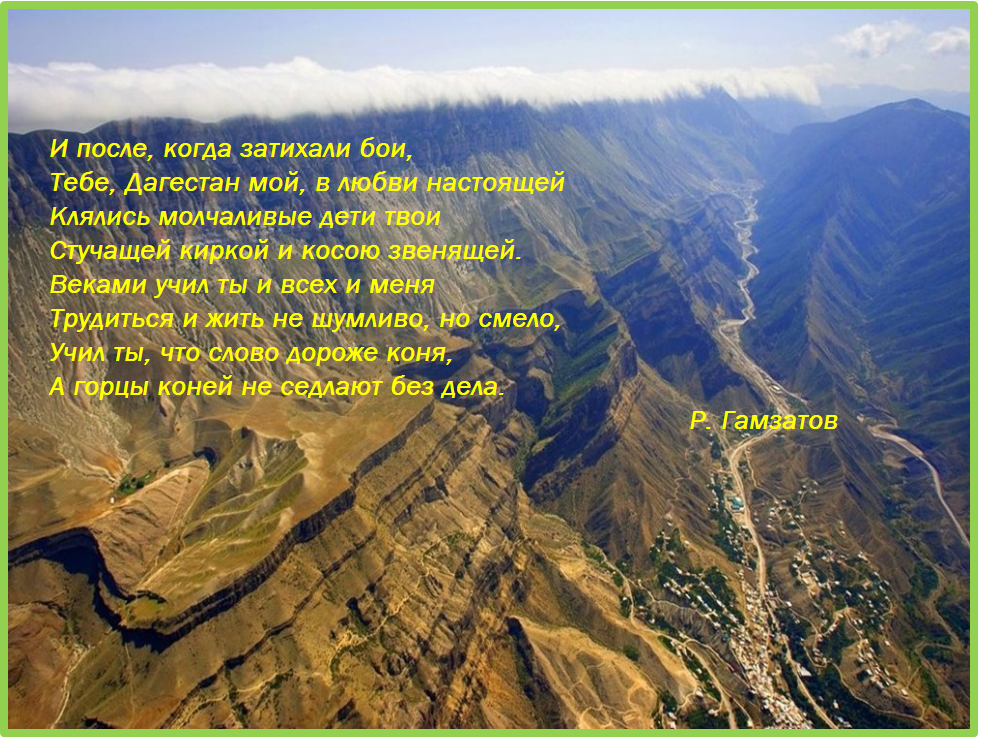 И после, когда затихали бои,
Тебе, Дагестан мой, в любви настоящей
Клялись молчаливые дети твои
Стучащей киркой и косою звенящей.
Веками учил ты и всех и меня
Трудиться и жить не шумливо, но смело,
Учил ты, что слово дороже коня,
А горцы коней не седлают без дела.
Р. Гамзатов